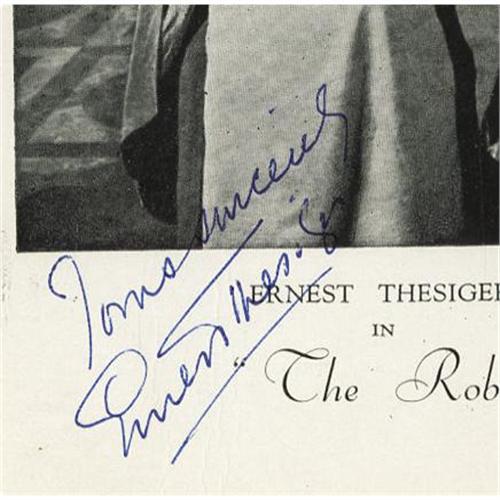 Yours sincerely
Ernest Thesiger
ERNEST THESIGER
IN
"The Rob